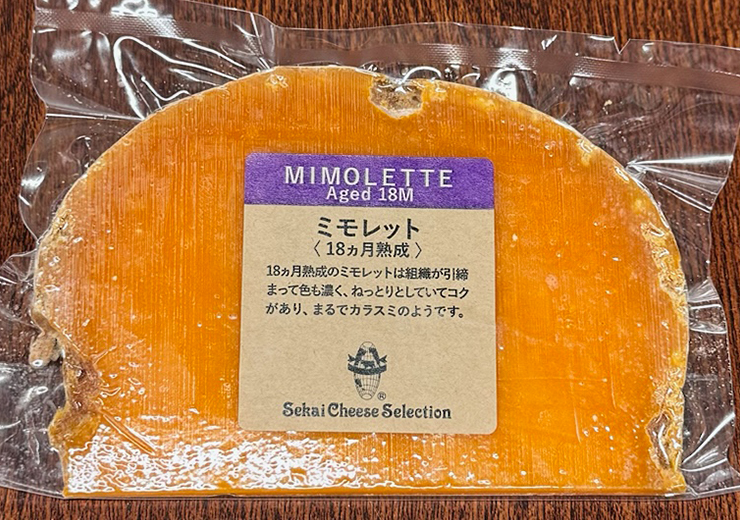 MIMOLETTE
Aged 18M
ミモレット
〈 18ヵ月熟成 〉
18ヵ月熟成のミモレットは組織が引締
まって色も濃く、ねっとりとしていてコク
があり、まるでカラスミのようです。
®
Sekai Cheese Selection